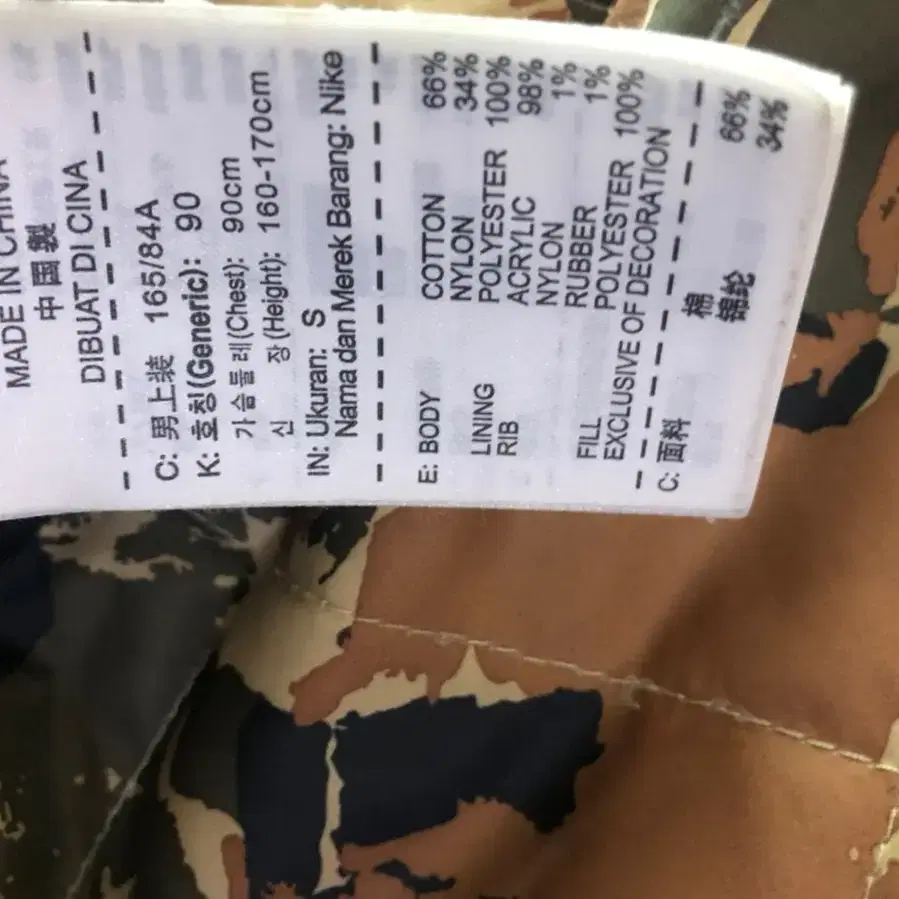 MADE IN CHINA
中国製
DIBUAT DI CINA
C: 男上装 165/84A
K: 호칭(Generic): 90
가슴둘레(Chest): 90cm
신 장(Height): 160-170cm
IN: Ukuran: S
Nama dan Merek Barang: Nike
E: BODY COTTON 66%
NYLON 34%
LINING POLYESTER 100%
RIB ACRYLIC 98%
NYLON 1%
RUBBER 1%
FILL POLYESTER 100%
EXCLUSIVE OF DECORATION
C: 面料 棉 66%
锦纶 34%